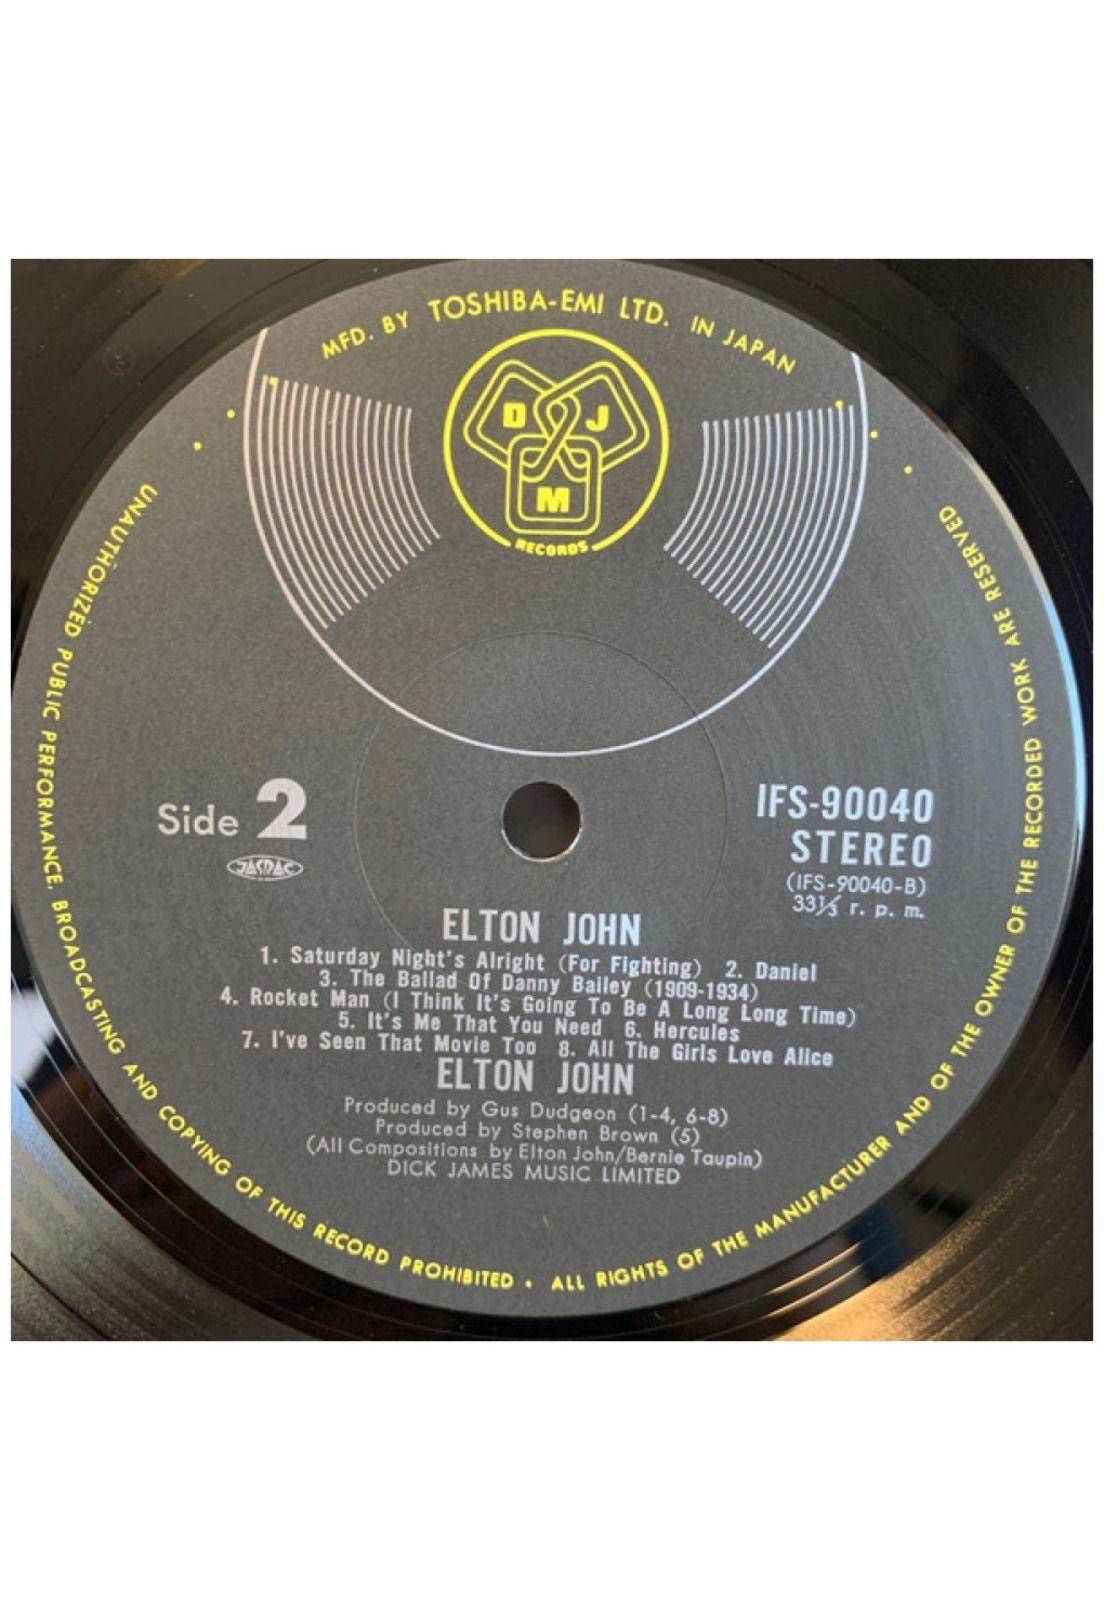 MFD. BY TOSHIBA-EMI LTD. IN JAPAN
D J
M
RECORDS
Side 2
JASRAC
IFS-90040
STEREO
(IFS-90040-B)
33⅓ r. p. m.
ELTON JOHN
1. Saturday Night's Alright (For Fighting) 2. Daniel
3. The Ballad Of Danny Bailey (1909-1934)
4. Rocket Man (I Think It's Going To Be A Long Long Time)
5. It's Me That You Need 6. Hercules
7. I've Seen That Movie Too 8. All The Girls Love Alice
ELTON JOHN
Produced by Gus Dudgeon (1-4, 6-8)
Produced by Stephen Brown (5)
(All Compositions by Elton John/Bernie Taupin)
DICK JAMES MUSIC LIMITED
UNAUTHORIZED PUBLIC PERFORMANCE, BROADCASTING AND COPYING OF THIS RECORD PROHIBITED • ALL RIGHTS OF THE MANUFACTURER AND OF THE OWNER OF THE RECORDED WORK ARE RESERVED